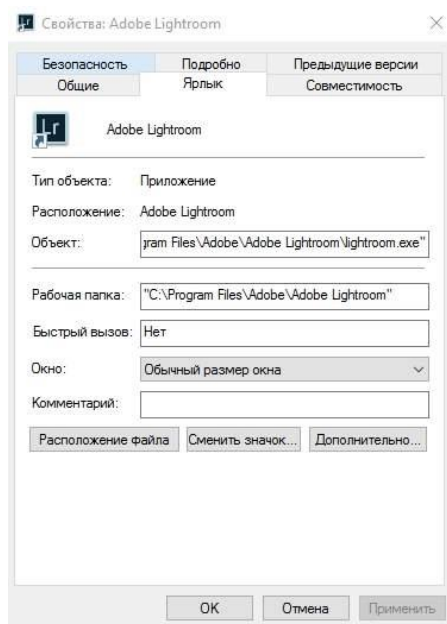 Свойства: Adobe Lightroom
Безопасность Подробно Предыдущие версии
Общие Ярлык Совместимость
Lr Adobe Lightroom
Тип объекта: Приложение
Расположение: Adobe Lightroom
Объект: gram Files\Adobe\Adobe Lightroom\lightroom.exe"
Рабочая папка: "C:\Program Files\Adobe\Adobe Lightroom"
Быстрый вызов: Нет
Окно: Обычный размер окна
Комментарий:
Расположение файла Сменить значок... Дополнительно...
OK Отмена Применить